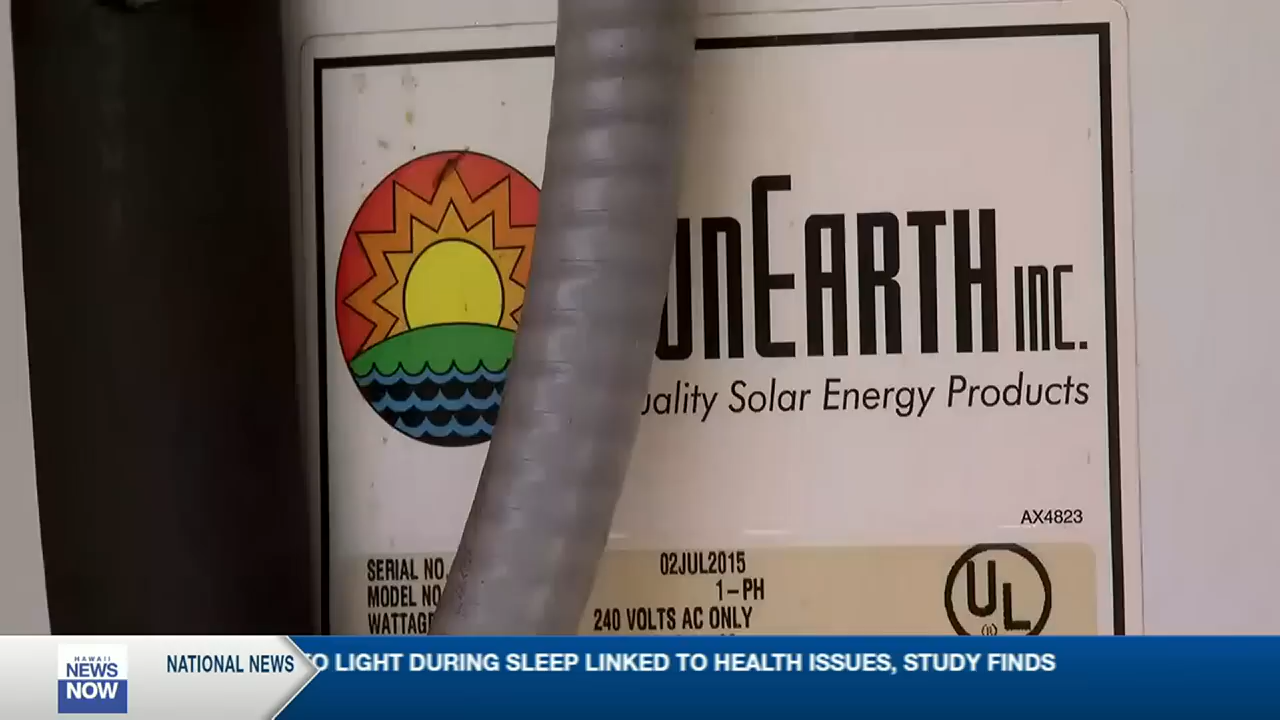 unEarth Inc.
uality Solar Energy Products
AX4823
SERIAL NO. 02JUL2015
MODEL NO 1-PH
240 VOLTS AC ONLY
UL
HAWAII
NEWS
NOW
NATIONAL NEWS
TO LIGHT DURING SLEEP LINKED TO HEALTH ISSUES, STUDY FINDS